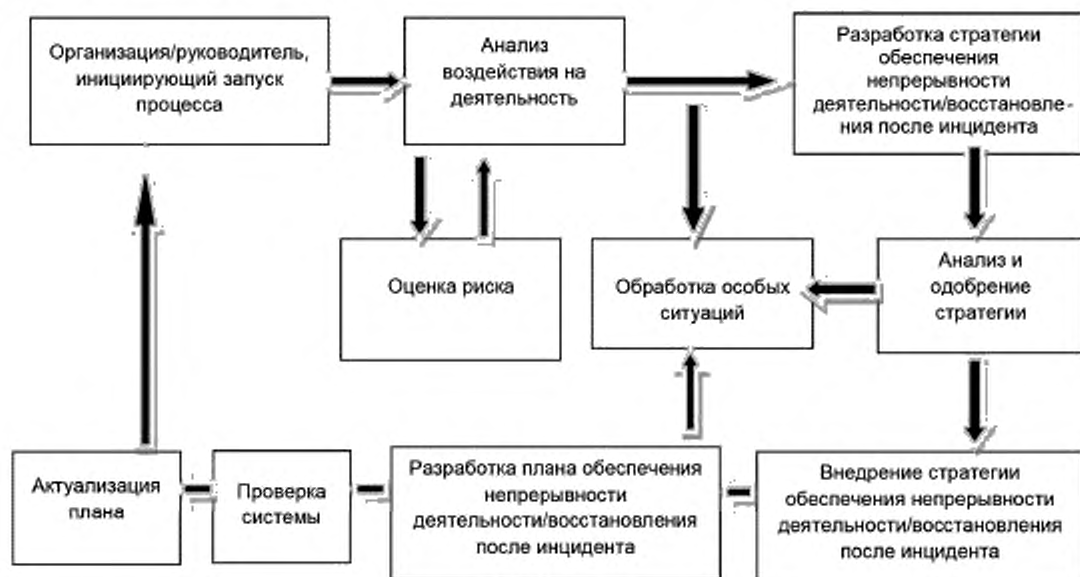 Организация/руководитель,
инициирующий запуск
процесса
Анализ
воздействия на
деятельность
Разработка стратегии
обеспечения
непрерывности
деятельности/восстановле-
ния после инцидента
Оценка риска
Обработка особых
ситуаций
Анализ и
одобрение
стратегии
Актуализация
плана
Проверка
системы
Разработка плана обеспечения
непрерывности
деятельности/восстановления
после инцидента
Внедрение стратегии
обеспечения непрерывности
деятельности/восстановления
после инцидента